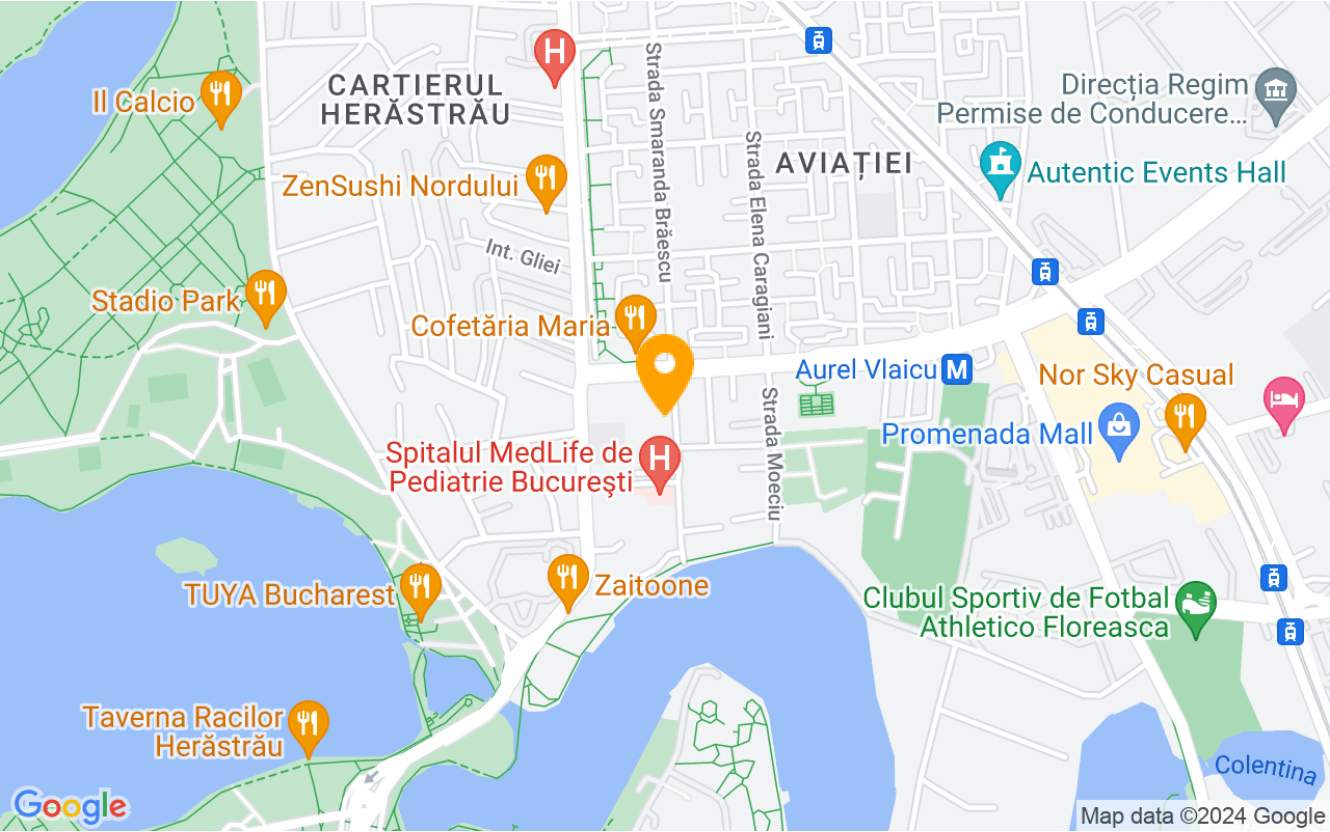 CARTIERUL
HERĂSTRĂU
Il Calcio
ZenSushi Nordului
Int. Gliei
Stadio Park
Cofetăria Maria
Strada Smaranda Brăescu
Strada Elena Caragiani
AVIAȚIEI
Direcția Regim
Permise de Conducere...
Autentic Events Hall
Aurel Vlaicu
M
Nor Sky Casual
Promenada Mall
Strada Moeciu
H
H
Spitalul MedLife de
Pediatrie Bucureşti
TUYA Bucharest
Zaitoone
Clubul Sportiv de Fotbal
Athletico Floreasca
Taverna Racilor
Herăstrău
Colentina
Google
Map data ©2024 Google